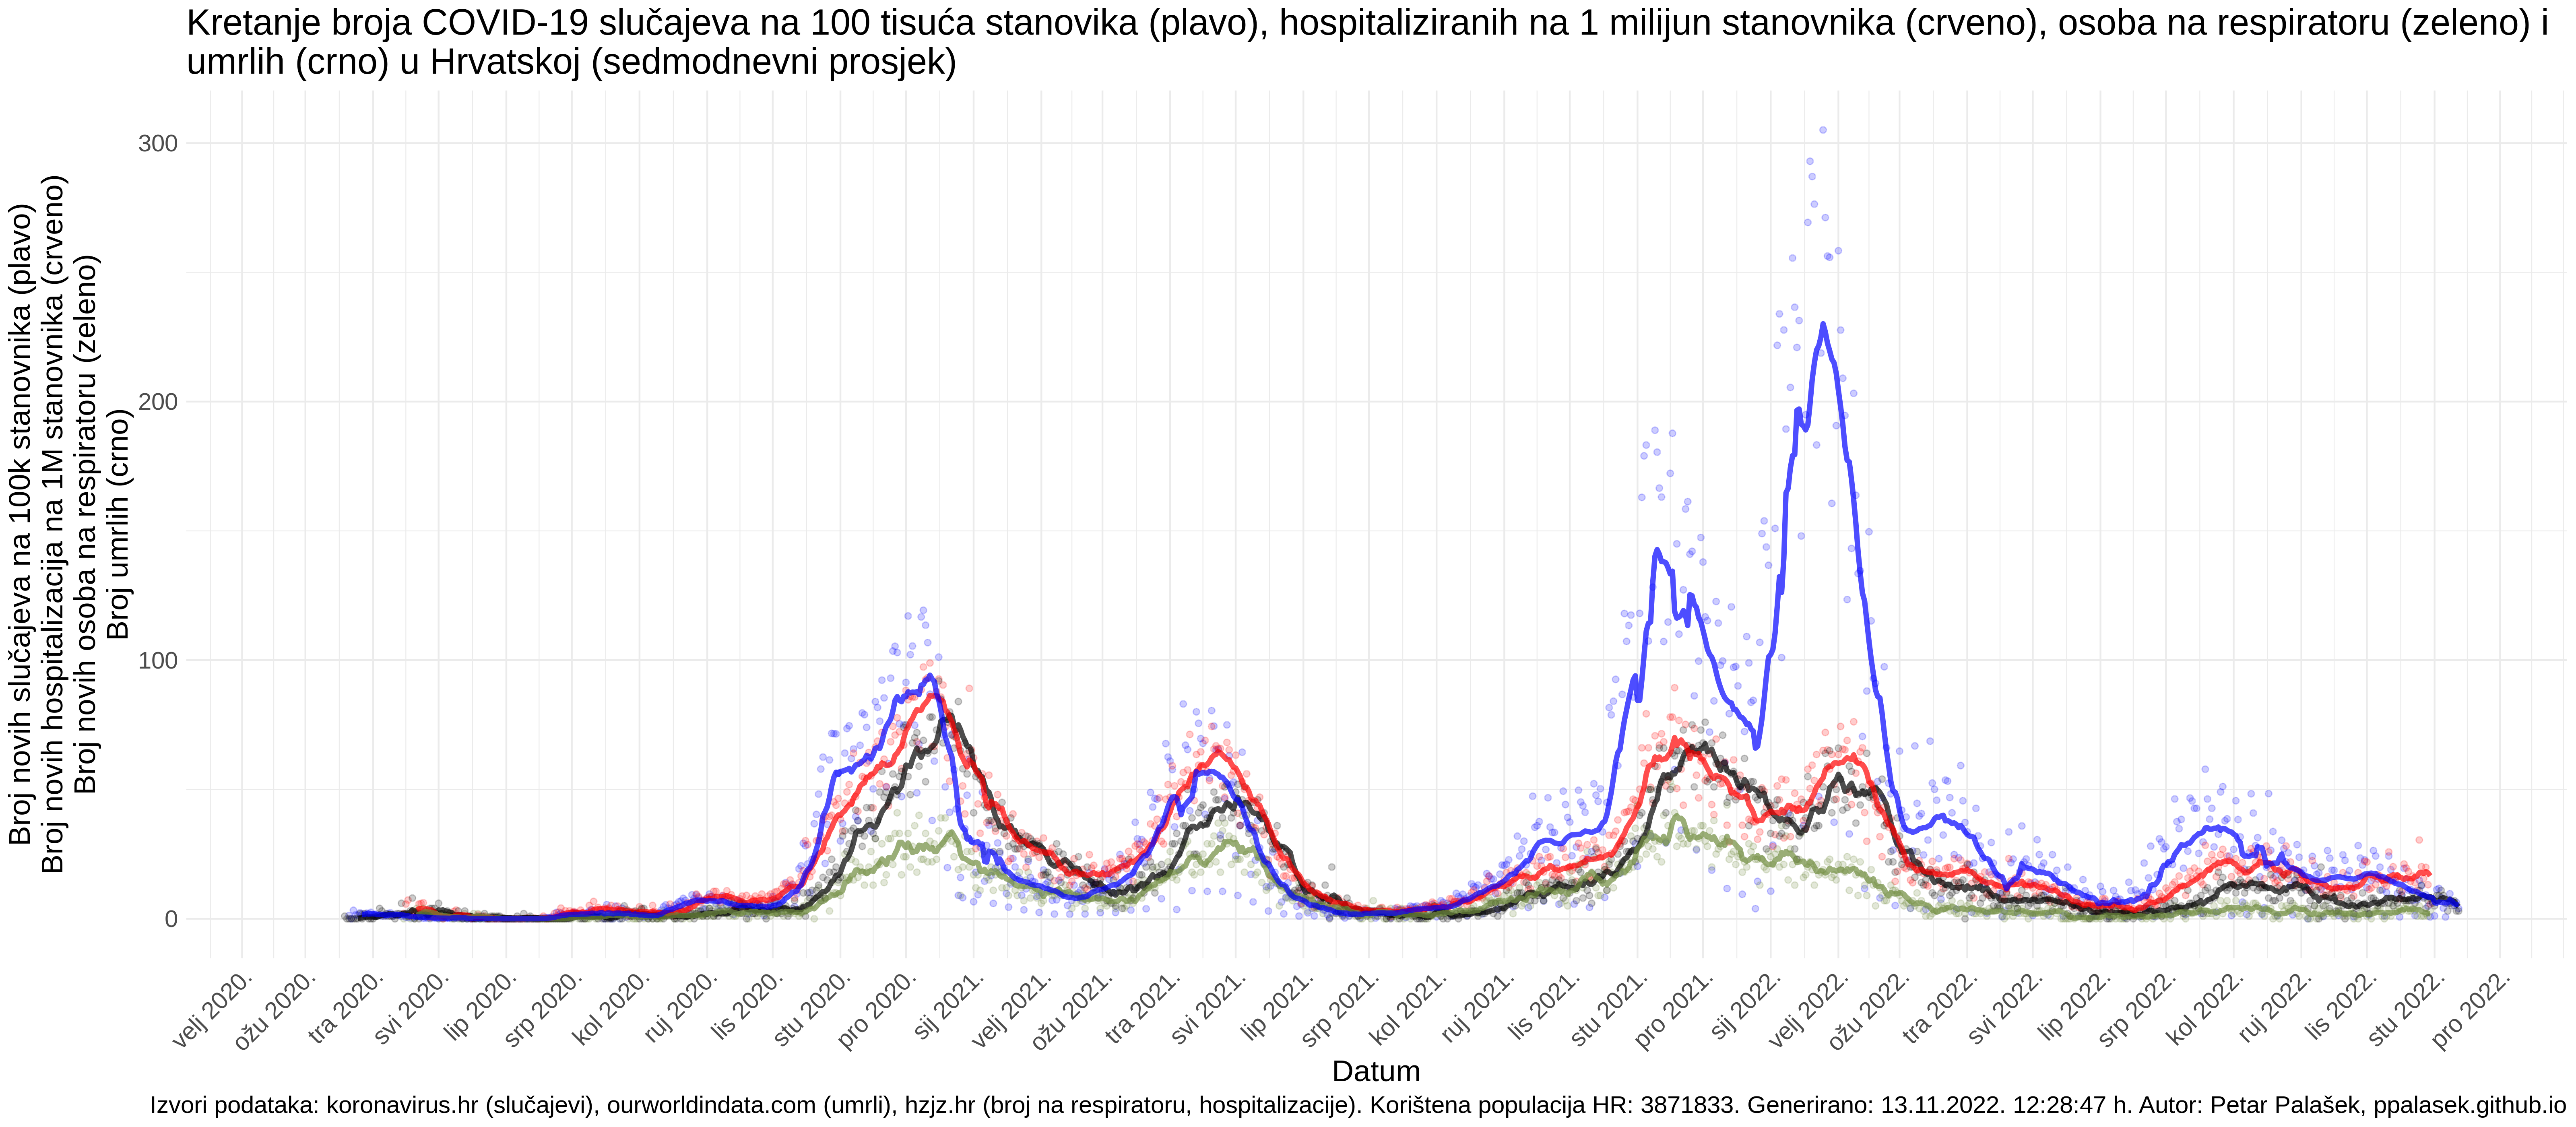 Kretanje broja COVID-19 slučajeva na 100 tisuća stanovika (plavo), hospitaliziranih na 1 milijun stanovnika (crveno), osoba na respiratoru (zeleno) i
umrlih (crno) u Hrvatskoj (sedmodnevni prosjek)
Broj novih slučajeva na 100k stanovnika (plavo)
Broj novih hospitalizacija na 1M stanovnika (crveno)
Broj novih osoba na respiratoru (zeleno)
Broj umrlih (crno)
300
200
100
0
velj 2020.
ožu 2020.
tra 2020.
svi 2020.
lip 2020.
srp 2020.
kol 2020.
ruj 2020.
lis 2020.
stu 2020.
pro 2020.
sij 2021.
velj 2021.
ožu 2021.
tra 2021.
svi 2021.
lip 2021.
srp 2021.
kol 2021.
ruj 2021.
lis 2021.
stu 2021.
pro 2021.
sij 2022.
velj 2022.
ožu 2022.
tra 2022.
svi 2022.
lip 2022.
srp 2022.
kol 2022.
ruj 2022.
lis 2022.
stu 2022.
pro 2022.
Datum
Izvori podataka: koronavirus.hr (slučajevi), ourworldindata.com (umrli), hzjz.hr (broj na respiratoru, hospitalizacije). Korištena populacija HR: 3871833. Generirano: 13.11.2022. 12:28:47 h. Autor: Petar Palašek, ppalasek.github.io